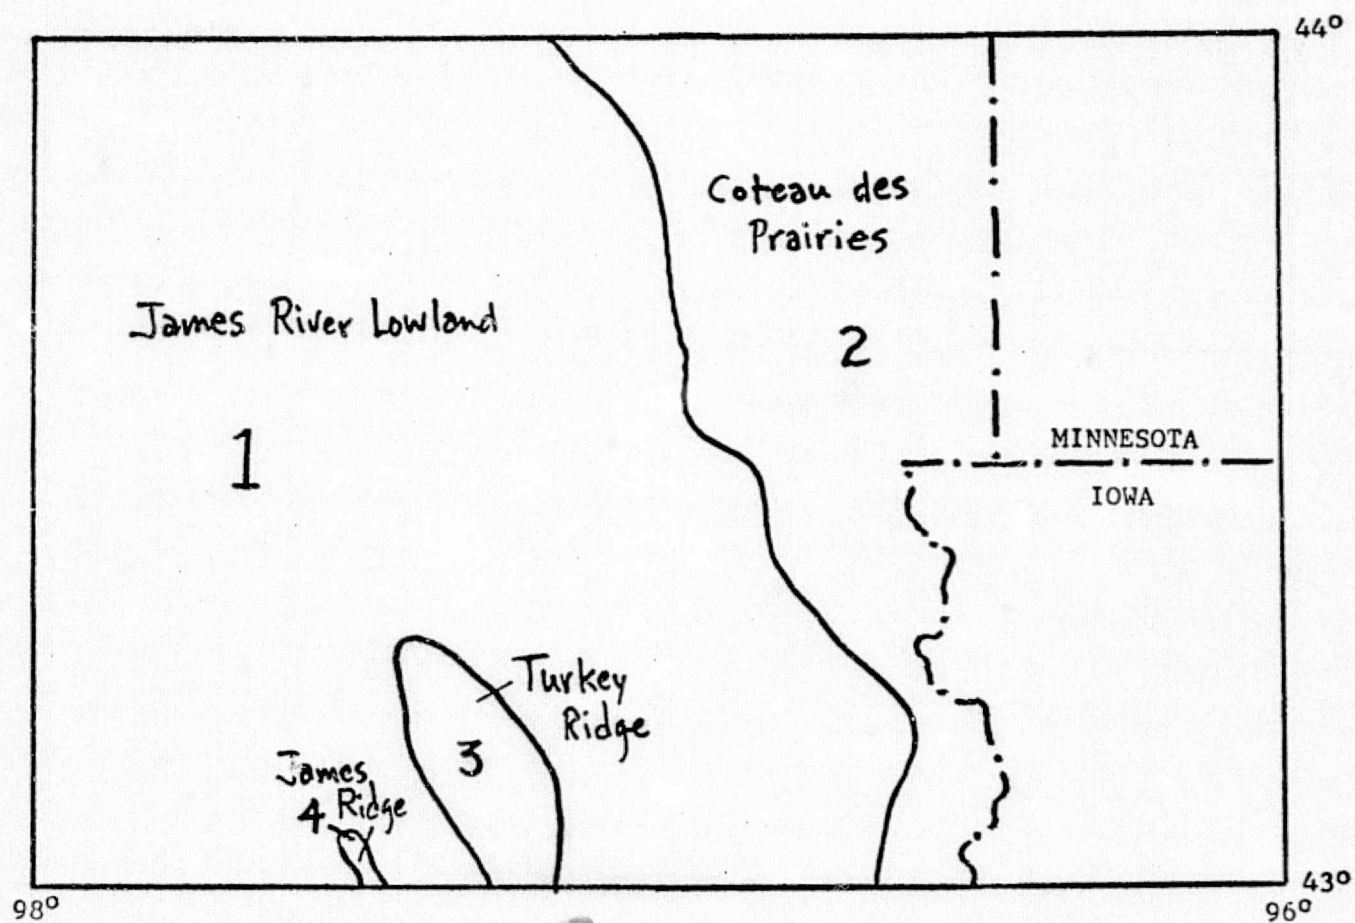 44°
Coteau des
Prairies
James River Lowland
2
1
MINNESOTA
IOWA
Turkey
Ridge
3
James
4 Ridge
43°
98°
96°